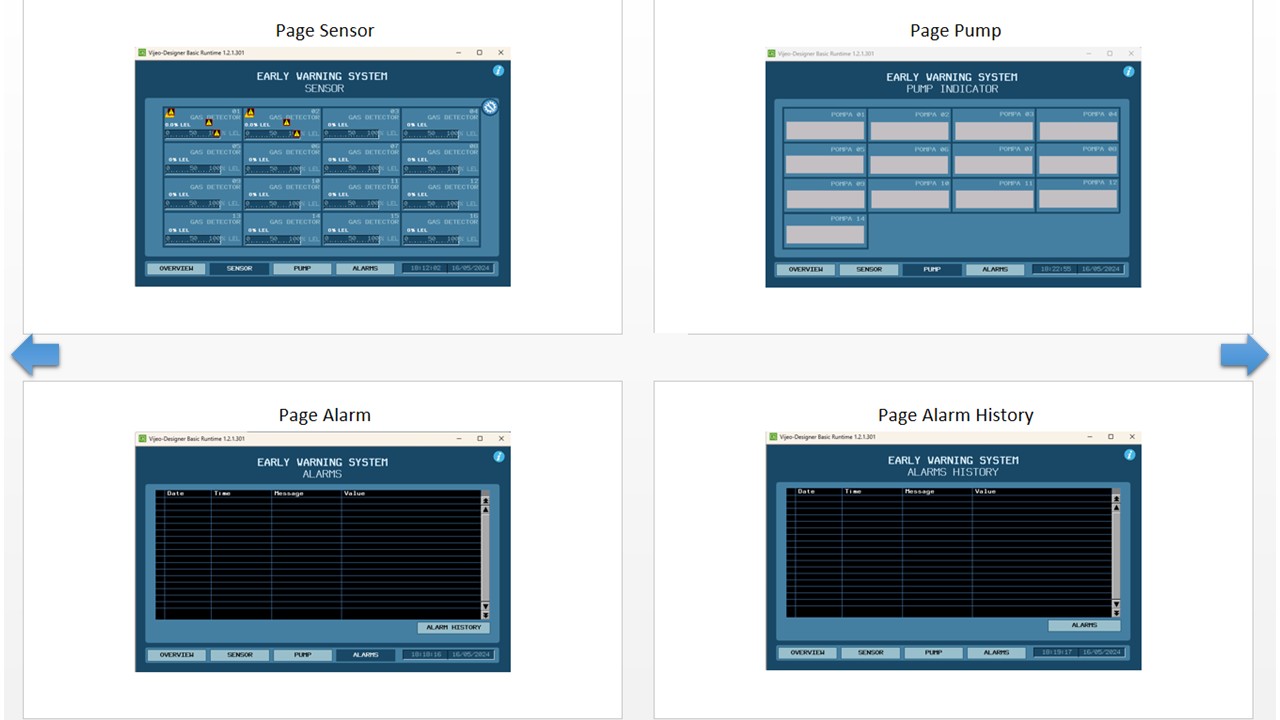 Page Sensor
Vijeo-Designer Basic Runtime 1.2.1.301
EARLY WARNING SYSTEM
SENSOR
01 02 03 04
GAS DETECTOR GAS DETECTOR GAS DETECTOR GAS DETECTOR
0.0% LEL 0% LEL 0% LEL
0 50 100% LEL 0 50 100% LEL 0 50 100% LEL 0 50 100% LEL
05 06 07 08
GAS DETECTOR GAS DETECTOR GAS DETECTOR GAS DETECTOR
0% LEL 0% LEL 0% LEL 0% LEL
0 50 100% LEL 0 50 100% LEL 0 50 100% LEL 0 50 100% LEL
09 10 11 12
GAS DETECTOR GAS DETECTOR GAS DETECTOR GAS DETECTOR
0% LEL 0% LEL 0% LEL 0% LEL
0 50 100% LEL 0 50 100% LEL 0 50 100% LEL 0 50 100% LEL
13 14 15 16
GAS DETECTOR GAS DETECTOR GAS DETECTOR GAS DETECTOR
0% LEL 0% LEL 0% LEL 0% LEL
0 50 100% LEL 0 50 100% LEL 0 50 100% LEL 0 50 100% LEL
OVERVIEW SENSOR PUMP ALARMS 18:12:02 16/05/2024
Page Pump
Vijeo-Designer Basic Runtime 1.2.1.301
EARLY WARNING SYSTEM
PUMP INDICATOR
POMPA 01 POMPA 02 POMPA 03 POMPA 04
POMPA 05 POMPA 06 POMPA 07 POMPA 08
POMPA 09 POMPA 10 POMPA 11 POMPA 12
POMPA 14
OVERVIEW SENSOR PUMP ALARMS 18:22:55 16/05/2024
Page Alarm
Vijeo-Designer Basic Runtime 1.2.1.301
EARLY WARNING SYSTEM
ALARMS
Date Time Message Value
ALARM HISTORY
OVERVIEW SENSOR PUMP ALARMS 18:18:16 16/05/2024
Page Alarm History
Vijeo-Designer Basic Runtime 1.2.1.301
EARLY WARNING SYSTEM
ALARMS HISTORY
Date Time Message Value
ALARMS
OVERVIEW SENSOR PUMP ALARMS 18:19:17 16/05/2024